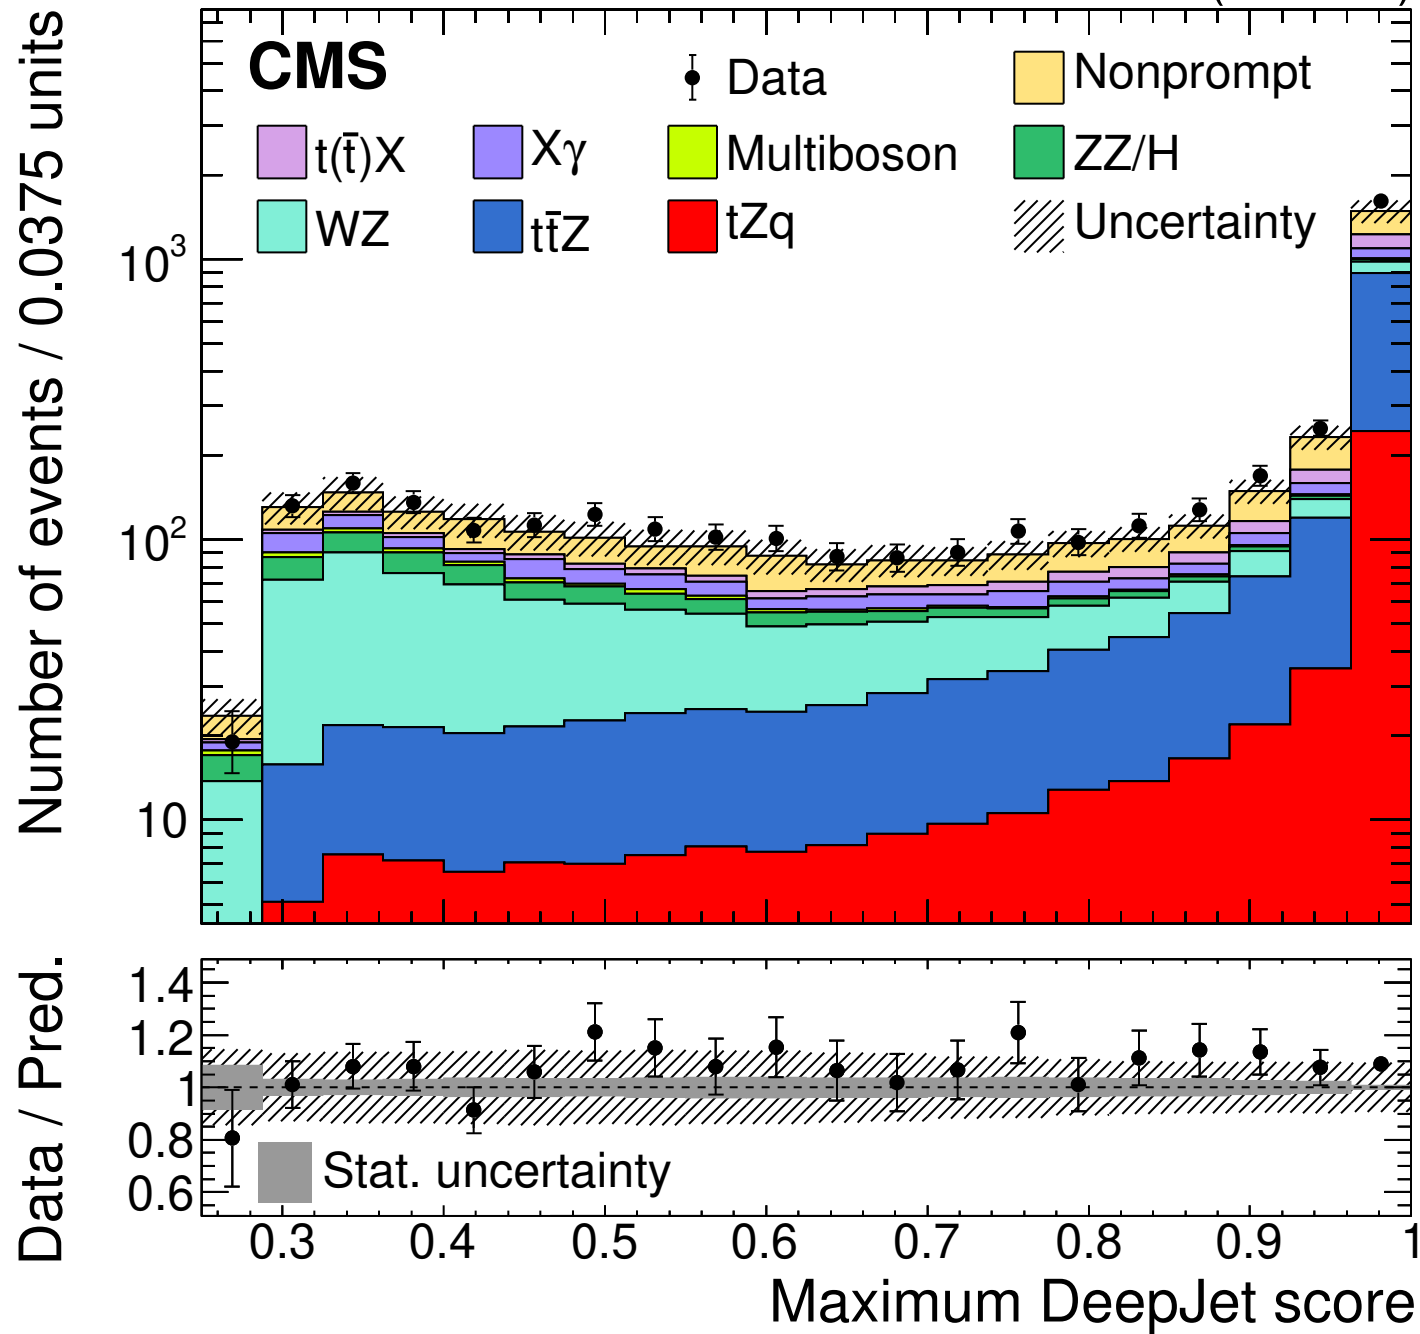 CMS
Data
Nonprompt
t(t̄)X
Xγ
Multiboson
ZZ/H
WZ
tt̄Z
tZq
Uncertainty
Number of events / 0.0375 units
10³
10²
10
Data / Pred.
1.4
1.2
1
0.8
0.6
Stat. uncertainty
0.3 0.4 0.5 0.6 0.7 0.8 0.9 1
Maximum DeepJet score